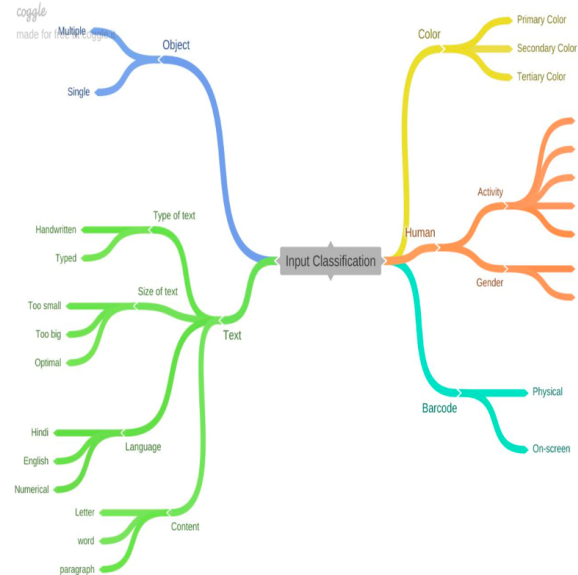 coggle
made for free at coggle.it
Multiple
Object
Single
Color
Primary Color
Secondary Color
Tertiary Color
Type of text
Handwritten
Typed
Size of text
Too small
Too big
Optimal
Text
Input Classification
Human
Activity
Gender
Language
Hindi
English
Numerical
Content
Letter
word
paragraph
Barcode
Physical
On-screen